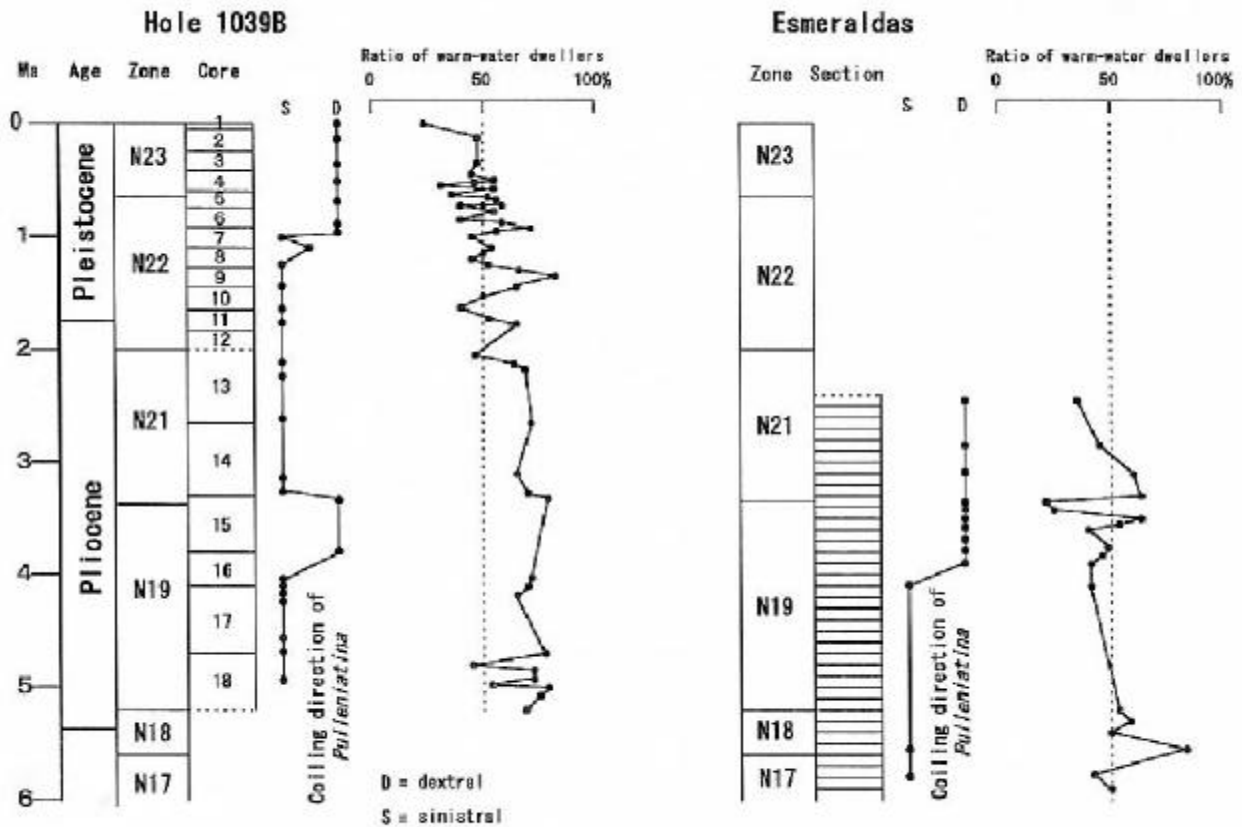 Hole 1039B
Esmeraldas
Ratio of warm-water dwellers
Ratio of warm-water dwellers
Ma Age Zone Core
0 50 100%
Zone Section
0 50 100%
S D
S D
0
1
2
3
4
5
6
Pleistocene
Pliocene
N23
N22
N21
N19
N18
N17
1
2
3
4
5
6
7
8
9
10
11
12
13
14
15
16
17
18
Coiling direction of
Pulleniatina
D = dextral
S = sinistral
N23
N22
N21
N19
N18
N17
Coiling direction of
Pulleniatina